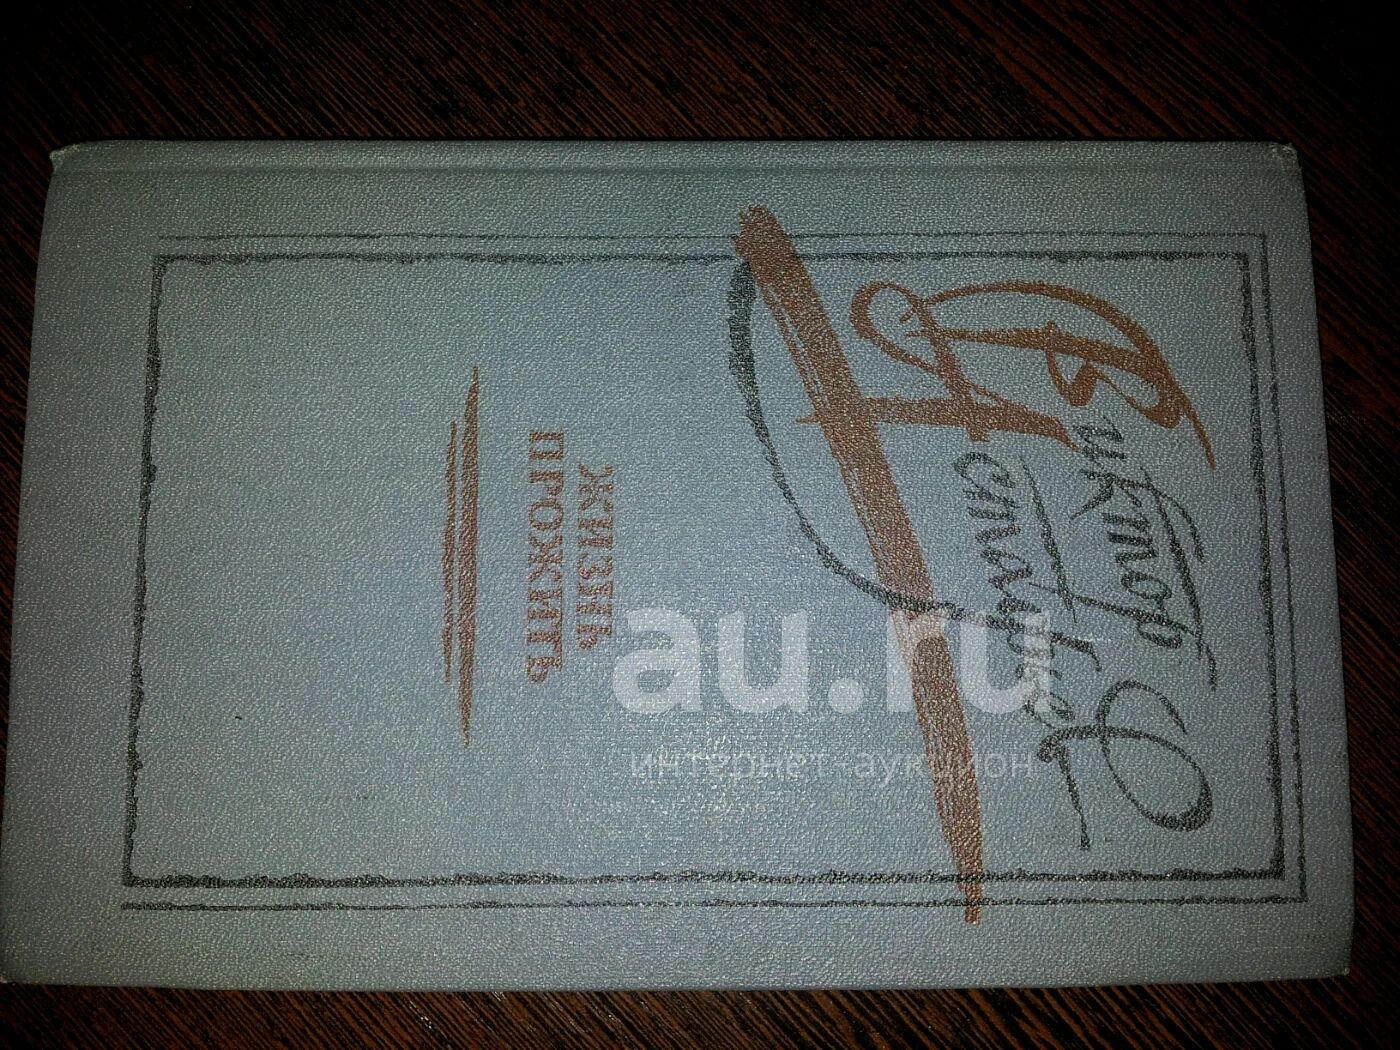 Виктор
Астафьев
ЖИЗНЬ
ПРОЖИТЬ
au.ru
интернет-аукцион